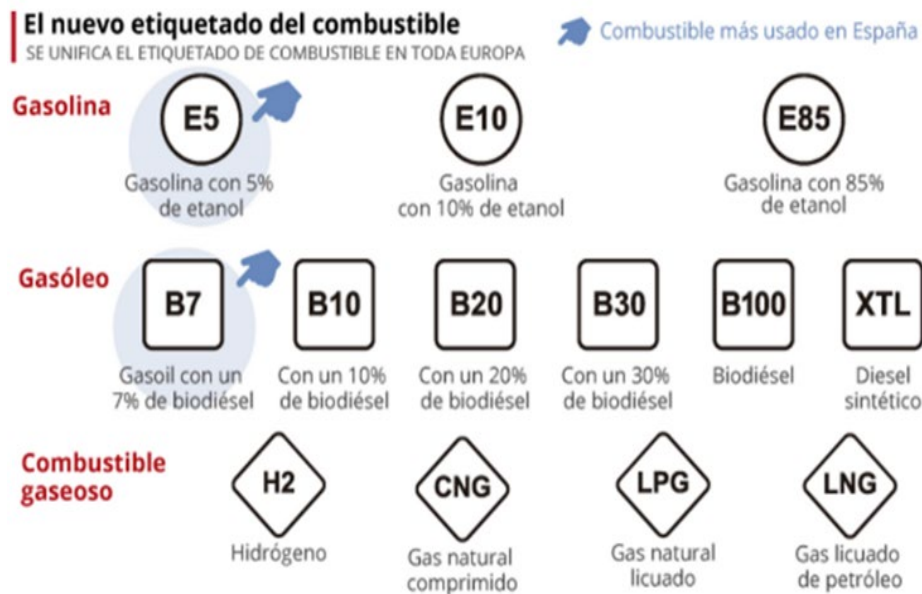 El nuevo etiquetado del combustible
SE UNIFICA EL ETIQUETADO DE COMBUSTIBLE EN TODA EUROPA
Combustible más usado en España
Gasolina
E5
E10
E85
Gasolina con 5%
de etanol
Gasolina
con 10% de etanol
Gasolina con 85%
de etanol
Gasóleo
B7
B10
B20
B30
B100
XTL
Gasoil con un
7% de biodiésel
Con un 10%
de biodiésel
Con un 20%
de biodiésel
Con un 30%
de biodiésel
Biodiésel
Diesel
sintético
Combustible
gaseoso
H2
CNG
LPG
LNG
Hidrógeno
Gas natural
comprimido
Gas natural
licuado
Gas licuado
de petróleo